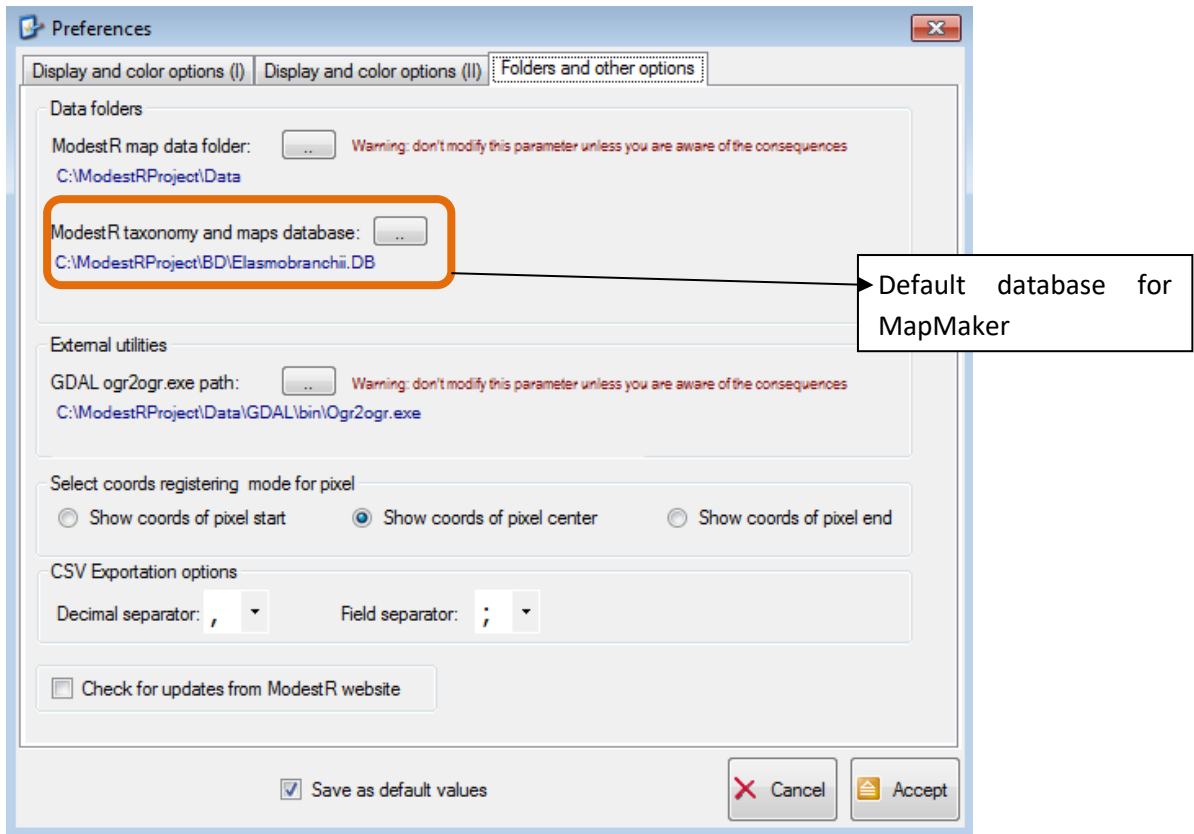 Preferences
Display and color options (I) Display and color options (II) Folders and other options
Data folders
ModestR map data folder: .. Warning: don't modify this parameter unless you are aware of the consequences
C:\ModestRProject\Data
ModestR taxonomy and maps database: ..
C:\ModestRProject\BD\Elasmobranchii.DB
Default database for
MapMaker
External utilities
GDAL ogr2ogr.exe path: .. Warning: don't modify this parameter unless you are aware of the consequences
C:\ModestRProject\Data\GDAL\bin\Ogr2ogr.exe
Select coords registering mode for pixel
Show coords of pixel start Show coords of pixel center Show coords of pixel end
CSV Exportation options
Decimal separator: , Field separator: ;
Check for updates from ModestR website
Save as default values Cancel Accept